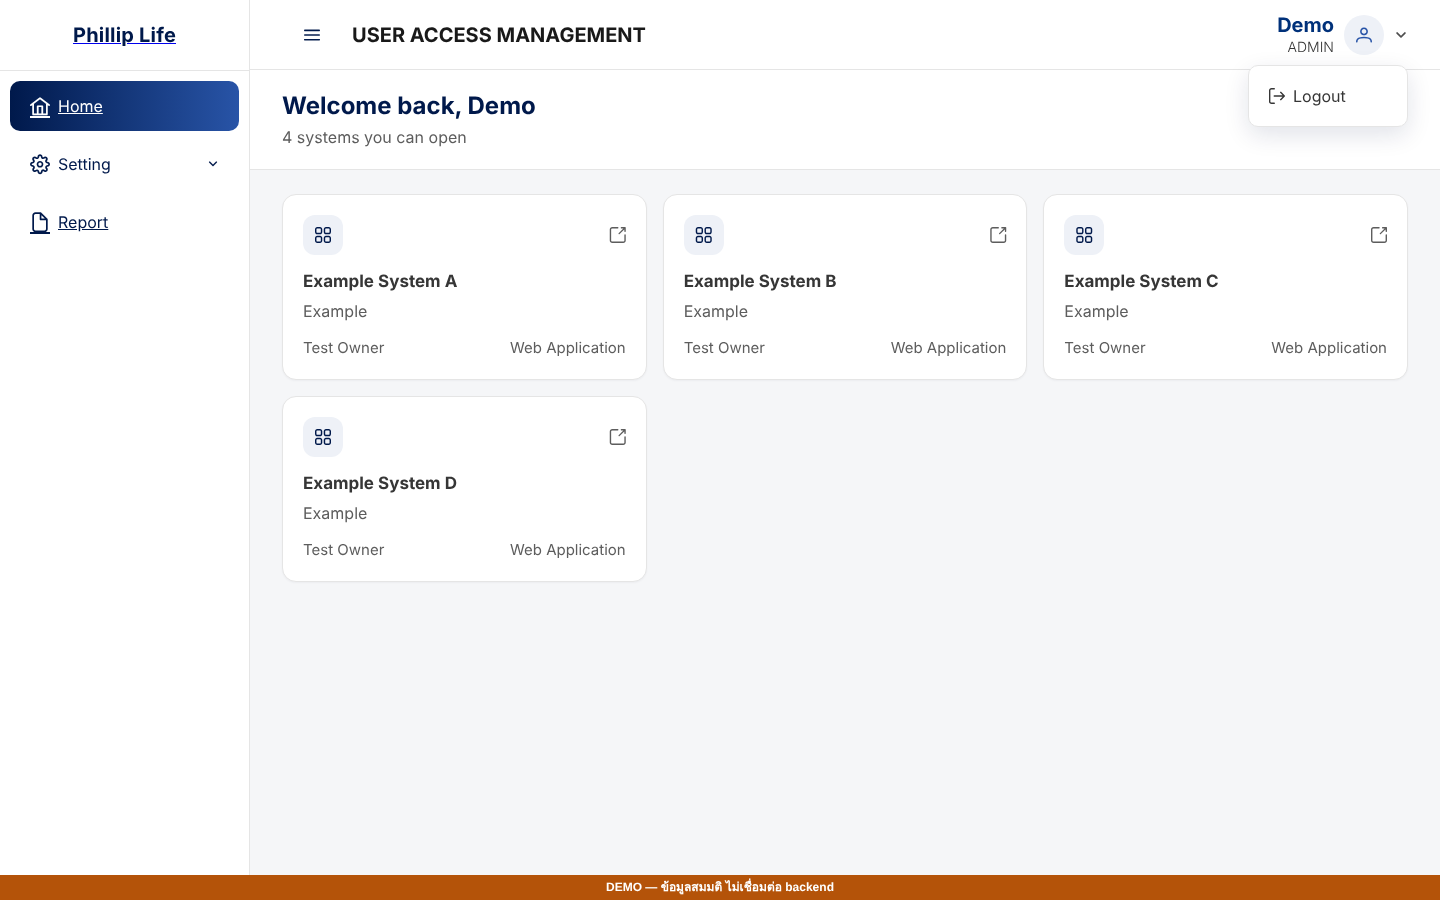 Phillip Life
USER ACCESS MANAGEMENT
Demo
ADMIN
Logout
Home
Setting
Report
Welcome back, Demo
4 systems you can open
Example System A
Example
Test Owner
Web Application
Example System B
Example
Test Owner
Web Application
Example System C
Example
Test Owner
Web Application
Example System D
Example
Test Owner
Web Application
DEMO — ข้อมูลสมมติ ไม่เชื่อมต่อ backend